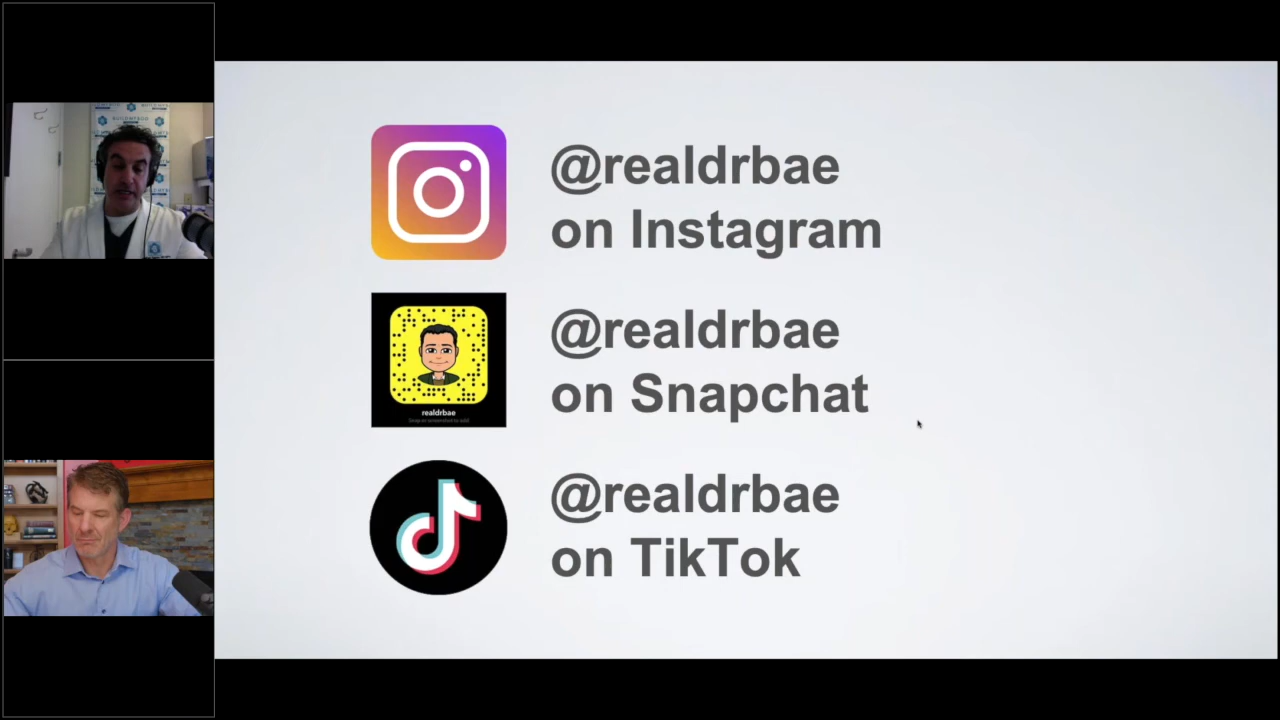 @realdrbae
on Instagram
realdrbae
@realdrbae
on Snapchat
@realdrbae
on TikTok